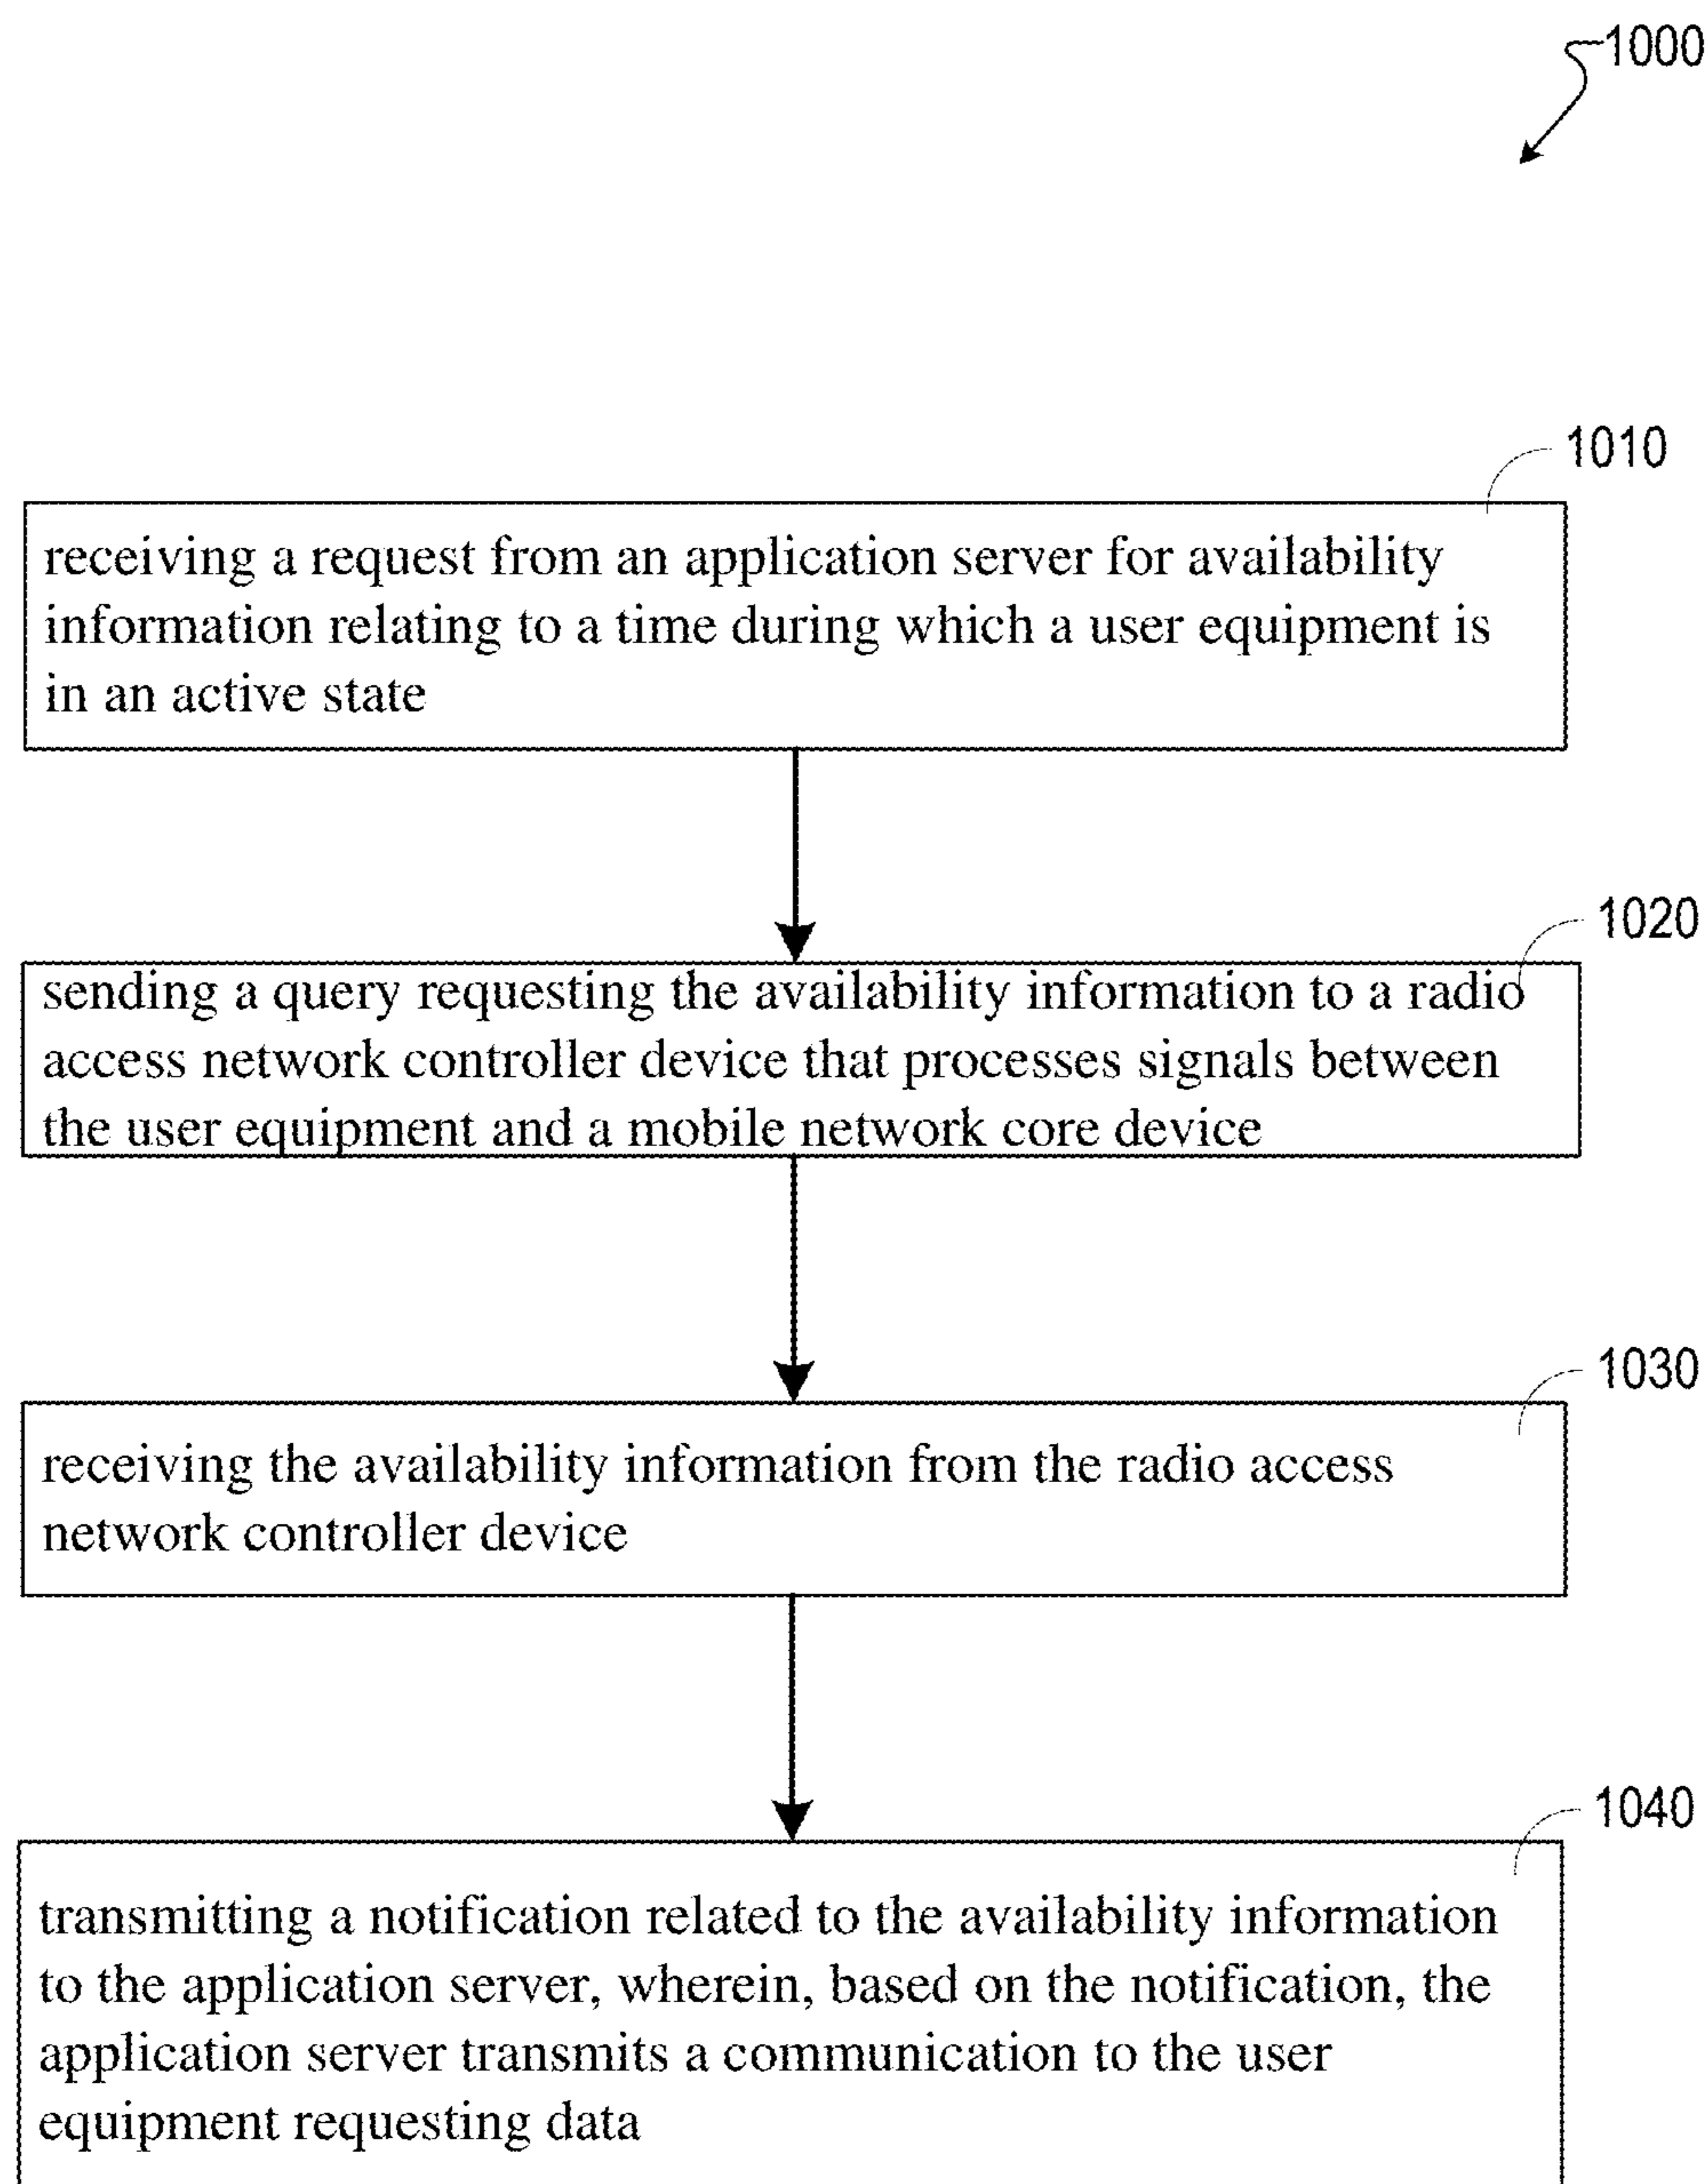 1000
1010
receiving a request from an application server for availability
information relating to a time during which a user equipment is
in an active state
1020
sending a query requesting the availability information to a radio
access network controller device that processes signals between
the user equipment and a mobile network core device
1030
receiving the availability information from the radio access
network controller device
1040
transmitting a notification related to the availability information
to the application server, wherein, based on the notification, the
application server transmits a communication to the user
equipment requesting data